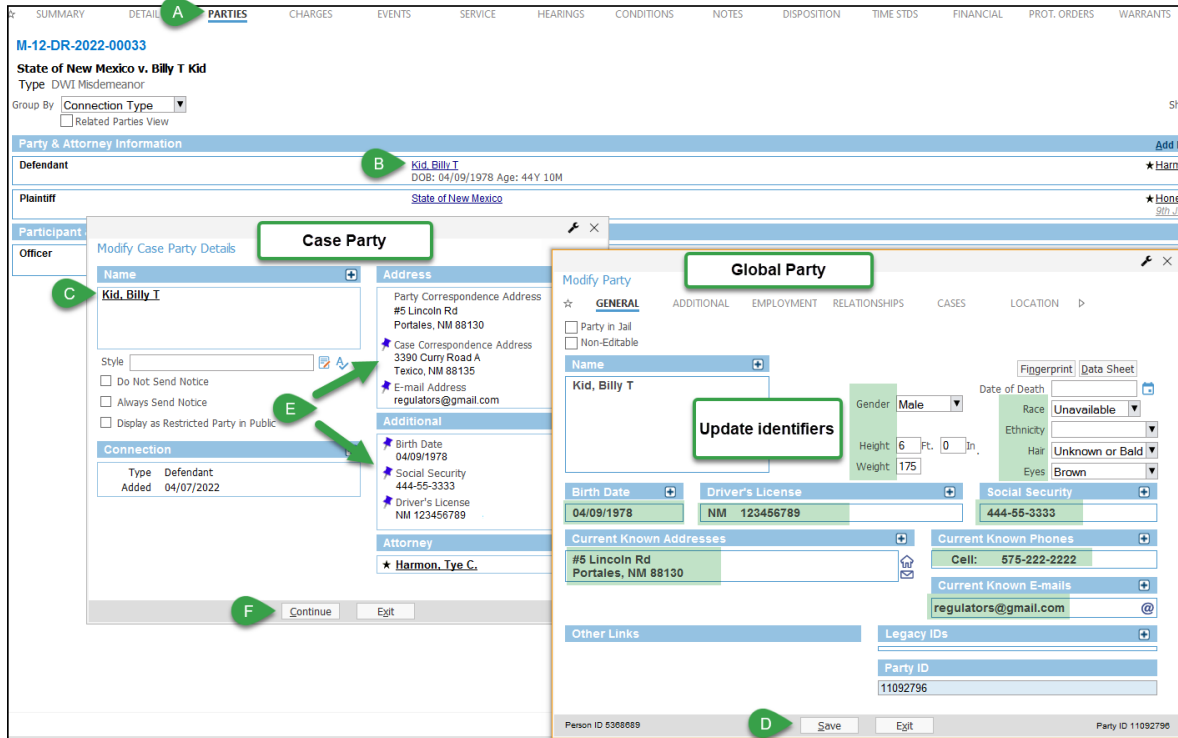 SUMMARY DETAIL A PARTIES CHARGES EVENTS SERVICE HEARINGS CONDITIONS NOTES DISPOSITION TIME STDS FINANCIAL PROT. ORDERS WARRANTS
M-12-DR-2022-00033
State of New Mexico v. Billy T Kid
Type DWI Misdemeanor
Group By Connection Type
Related Parties View
Party & Attorney Information
Defendant B Kid, Billy T ★Harm
DOB: 04/09/1978 Age: 44Y 10M
Plaintiff State of New Mexico ★Hone
9th J
Participant
Officer
Case Party
Modify Case Party Details
Name
C Kid, Billy T
Style
Do Not Send Notice
Always Send Notice
Display as Restricted Party in Public
Connection
Type Defendant
Added 04/07/2022
Address
Party Correspondence Address
#5 Lincoln Rd
Portales, NM 88130
Case Correspondence Address
3390 Curry Road A
Texico, NM 88135
E-mail Address
regulators@gmail.com
E
Additional
Birth Date
04/09/1978
Social Security
444-55-3333
Driver's License
NM 123456789
Attorney
★ Harmon, Tye C.
F Continue Exit
Global Party
Modify Party
GENERAL ADDITIONAL EMPLOYMENT RELATIONSHIPS CASES LOCATION
Party in Jail
Non-Editable
Name
Kid, Billy T
Update identifiers
Fingerprint Data Sheet
Date of Death
Gender Male
Height 6 Ft. 0 In.
Weight 175
Race Unavailable
Ethnicity
Hair Unknown or Bald
Eyes Brown
Birth Date
04/09/1978
Driver's License
NM 123456789
Social Security
444-55-3333
Current Known Addresses
#5 Lincoln Rd
Portales, NM 88130
Current Known Phones
Cell: 575-222-2222
Current Known E-mails
regulators@gmail.com @
Other Links
Legacy IDs
Party ID
11092796
Person ID 5368689 D Save Exit Party ID 11092796